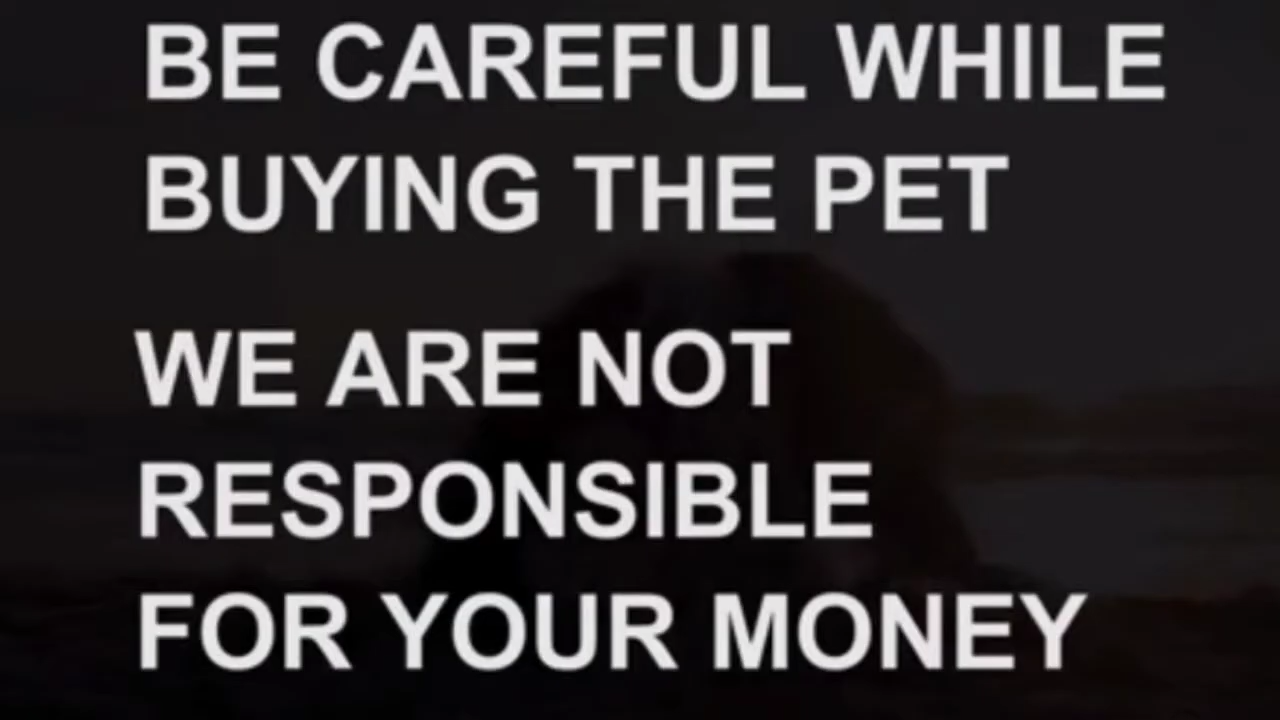 BE CAREFUL WHILE
BUYING THE PET
WE ARE NOT
RESPONSIBLE
FOR YOUR MONEY